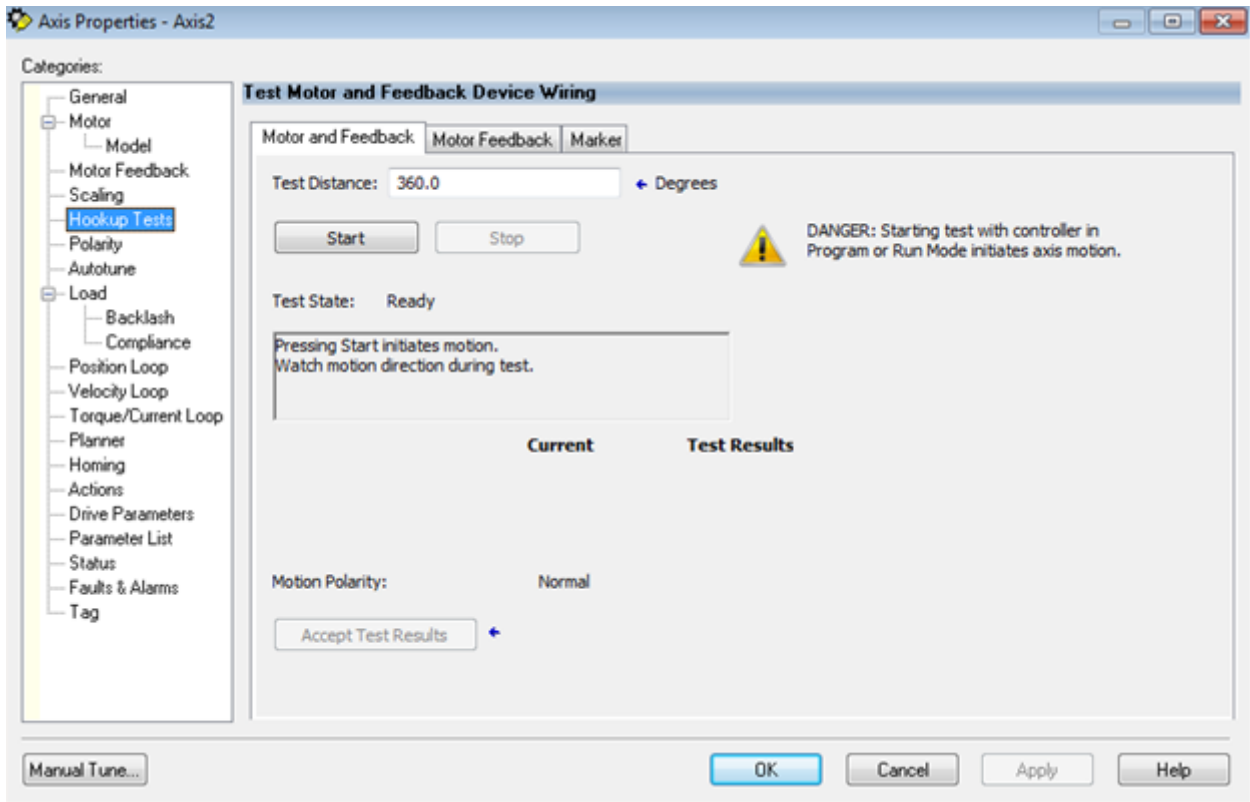 Axis Properties - Axis2
Categories:
General
Motor
Model
Motor Feedback
Scaling
Hookup Tests
Polarity
Autotune
Load
Backlash
Compliance
Position Loop
Velocity Loop
Torque/Current Loop
Planner
Homing
Actions
Drive Parameters
Parameter List
Status
Faults & Alarms
Tag
Test Motor and Feedback Device Wiring
Motor and Feedback Motor Feedback Marker
Test Distance: 360.0 Degrees
Start Stop
DANGER: Starting test with controller in
Program or Run Mode initiates axis motion.
Test State: Ready
Pressing Start initiates motion.
Watch motion direction during test.
Current Test Results
Motion Polarity: Normal
Accept Test Results
Manual Tune... OK Cancel Apply Help